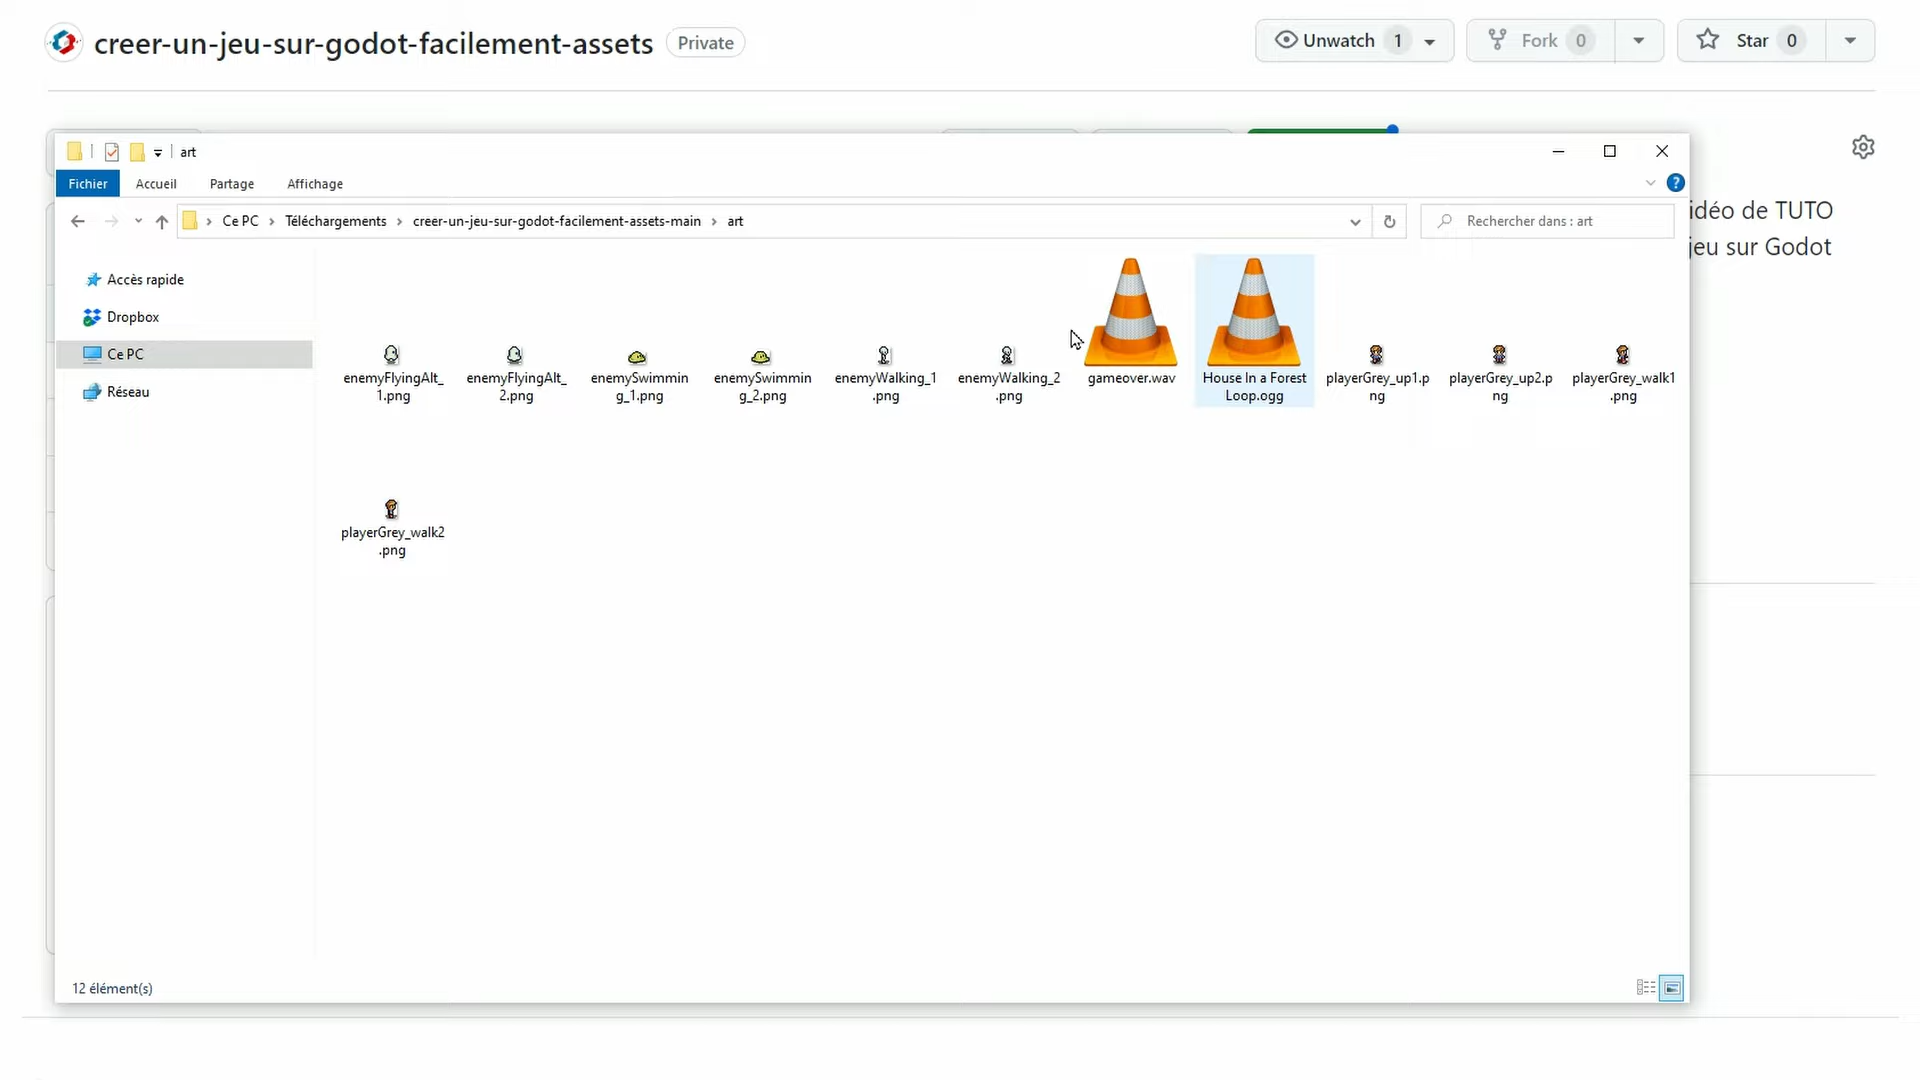 creer-un-jeu-sur-godot-facilement-assets Private Unwatch 1 Fork 0 Star 0
art
Fichier Accueil Partage Affichage
Ce PC Téléchargements creer-un-jeu-sur-godot-facilement-assets-main art Rechercher dans : art
idéo de TUTO
jeu sur Godot
Accès rapide
Dropbox
Ce PC
Réseau
enemyFlyingAlt_ enemyFlyingAlt_ enemySwimmin enemySwimmin enemyWalking_1 enemyWalking_2 gameover.wav House In a Forest playerGrey_up1.p playerGrey_up2.p playerGrey_walk1
1.png 2.png g_1.png g_2.png .png .png Loop.ogg ng ng .png
playerGrey_walk2
.png
12 élément(s)